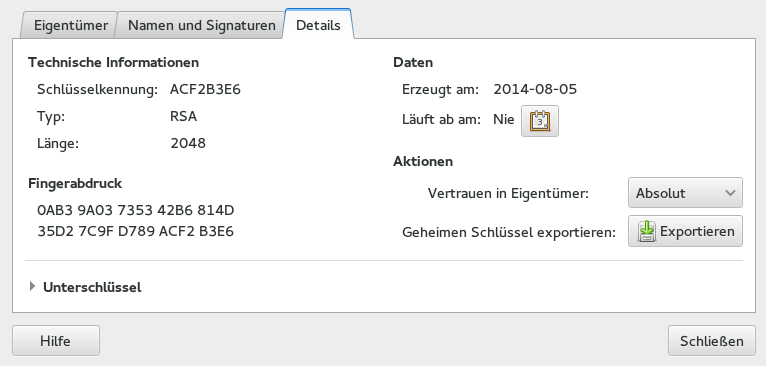 Eigentümer Namen und Signaturen Details
Technische Informationen
Schlüsselkennung: ACF2B3E6
Typ: RSA
Länge: 2048
Fingerabdruck
0AB3 9A03 7353 42B6 814D
35D2 7C9F D789 ACF2 B3E6
Daten
Erzeugt am: 2014-08-05
Läuft ab am: Nie 3
Aktionen
Vertrauen in Eigentümer: Absolut
Geheimen Schlüssel exportieren: Exportieren
Unterschlüssel
Hilfe Schließen